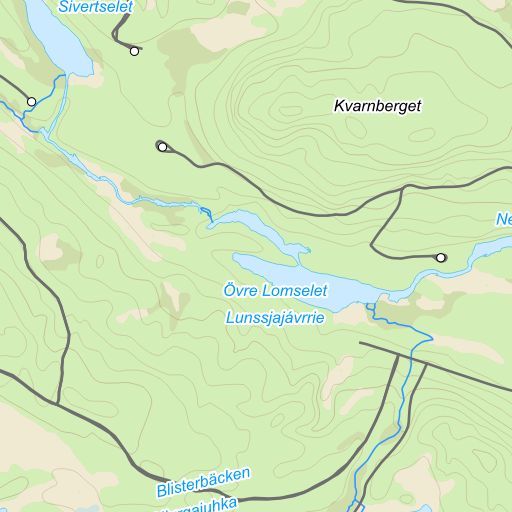 Sivertselet
Kvarnberget
Övre Lomselet
Lunssjajávrrie
Blisterbäcken